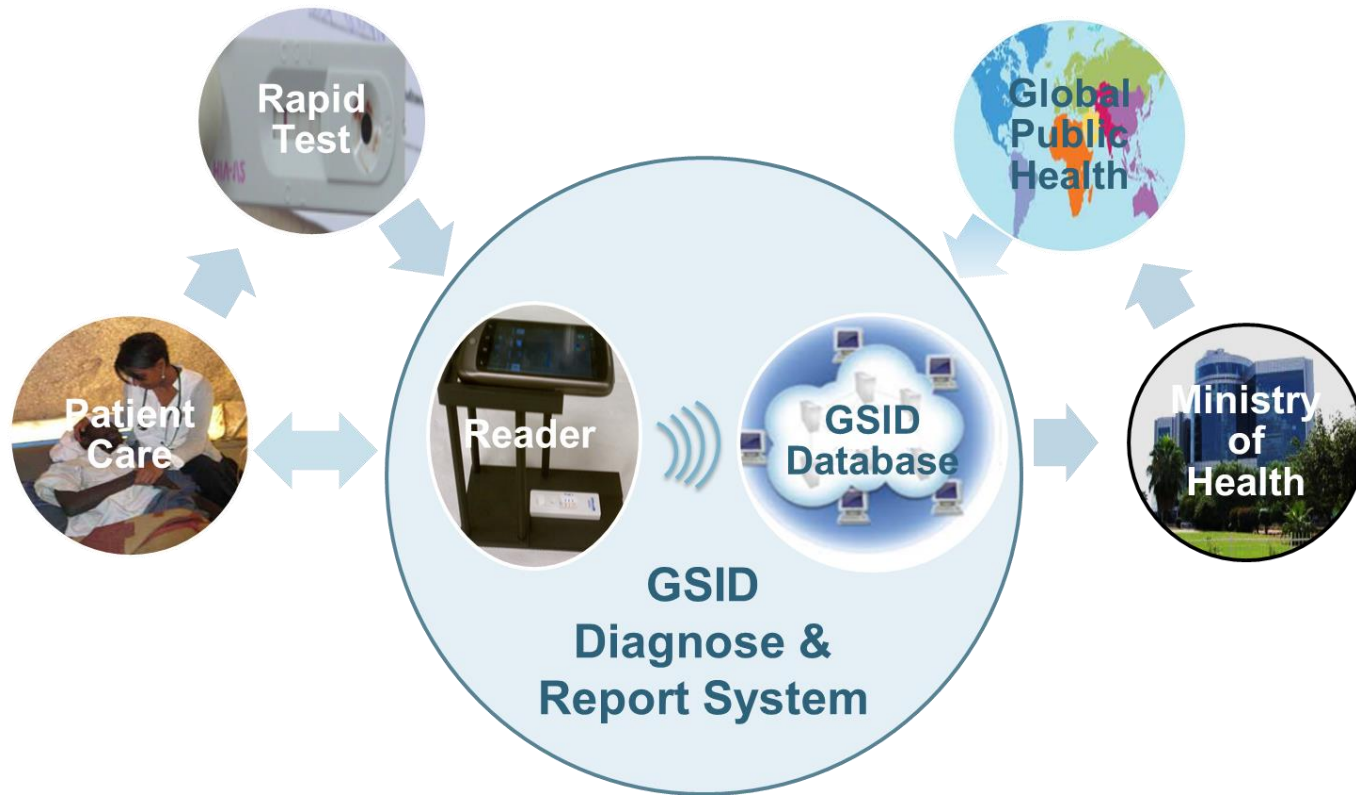 Rapid
Test
Global
Public
Health
Patient
Care
Reader
GSID
Database
Ministry
of
Health
GSID
Diagnose &
Report System